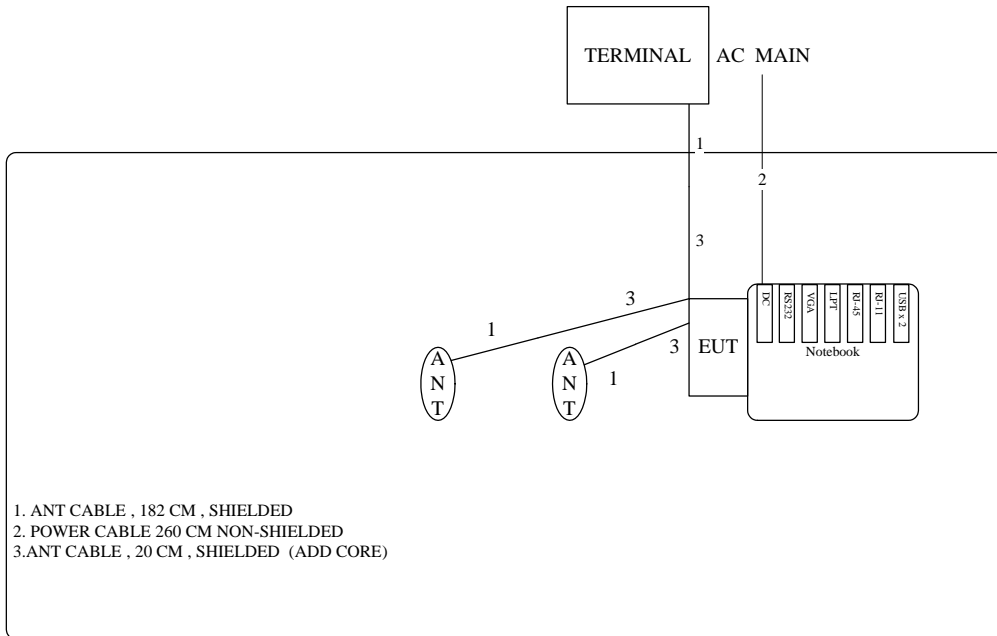 TERMINAL
AC MAIN
1
2
3
3
1
3
1
EUT
DC
RS232
VGA
LPT
RJ-45
RJ-11
USB x 2
Notebook
A
N
T
A
N
T
1. ANT CABLE , 182 CM , SHIELDED
2. POWER CABLE 260 CM NON-SHIELDED
3.ANT CABLE , 20 CM , SHIELDED (ADD CORE)